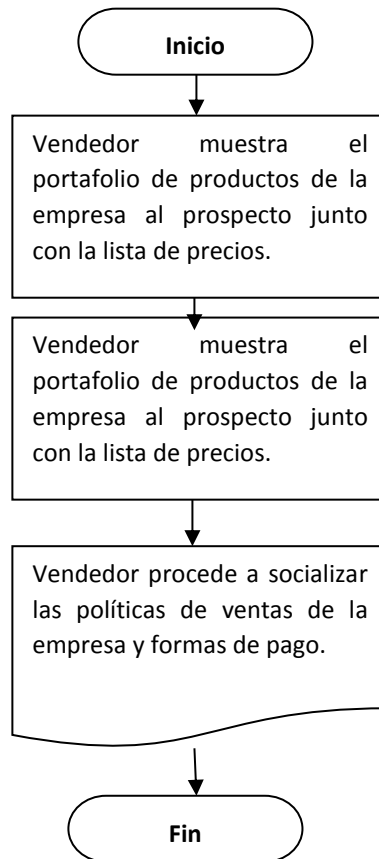 Inicio
Vendedor muestra el
portafolio de productos de la
empresa al prospecto junto
con la lista de precios.
Vendedor muestra el
portafolio de productos de la
empresa al prospecto junto
con la lista de precios.
Vendedor procede a socializar
las políticas de ventas de la
empresa y formas de pago.
Fin